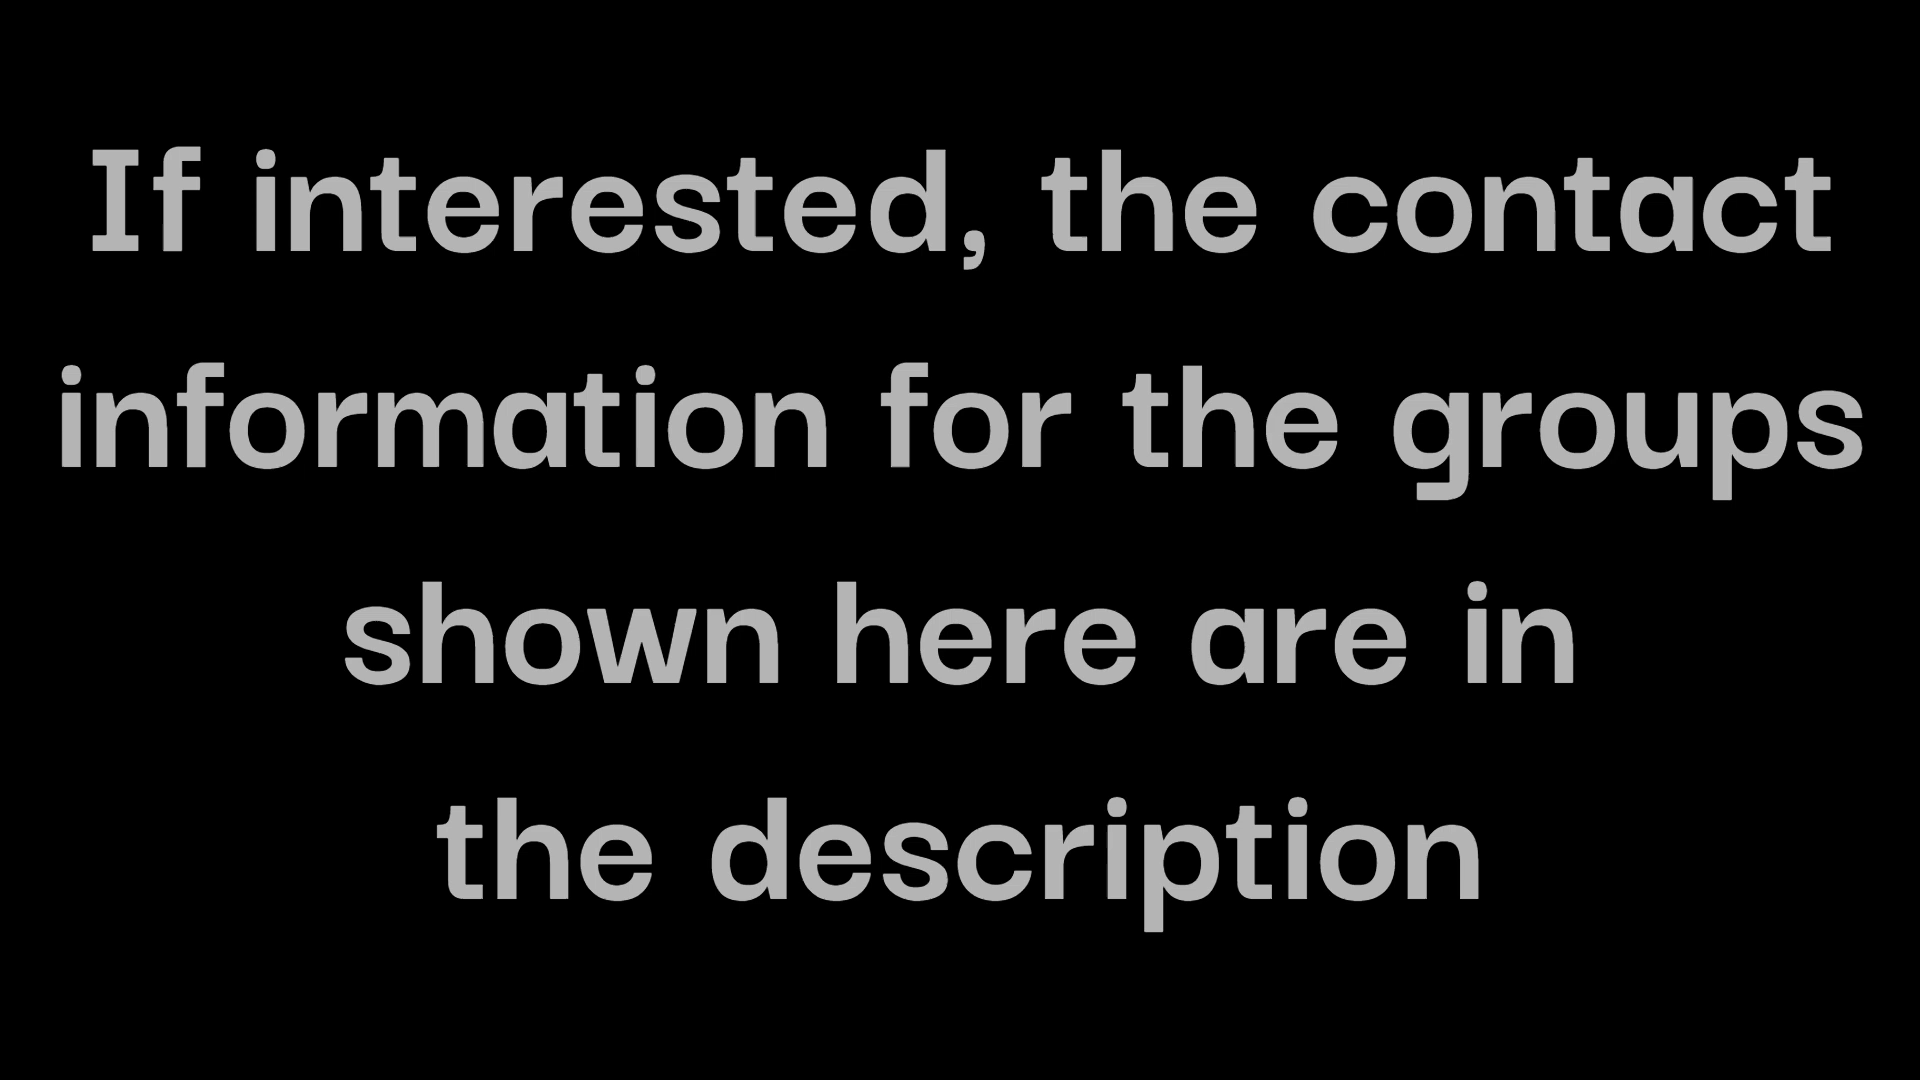 If interested, the contact
information for the groups
shown here are in
the description